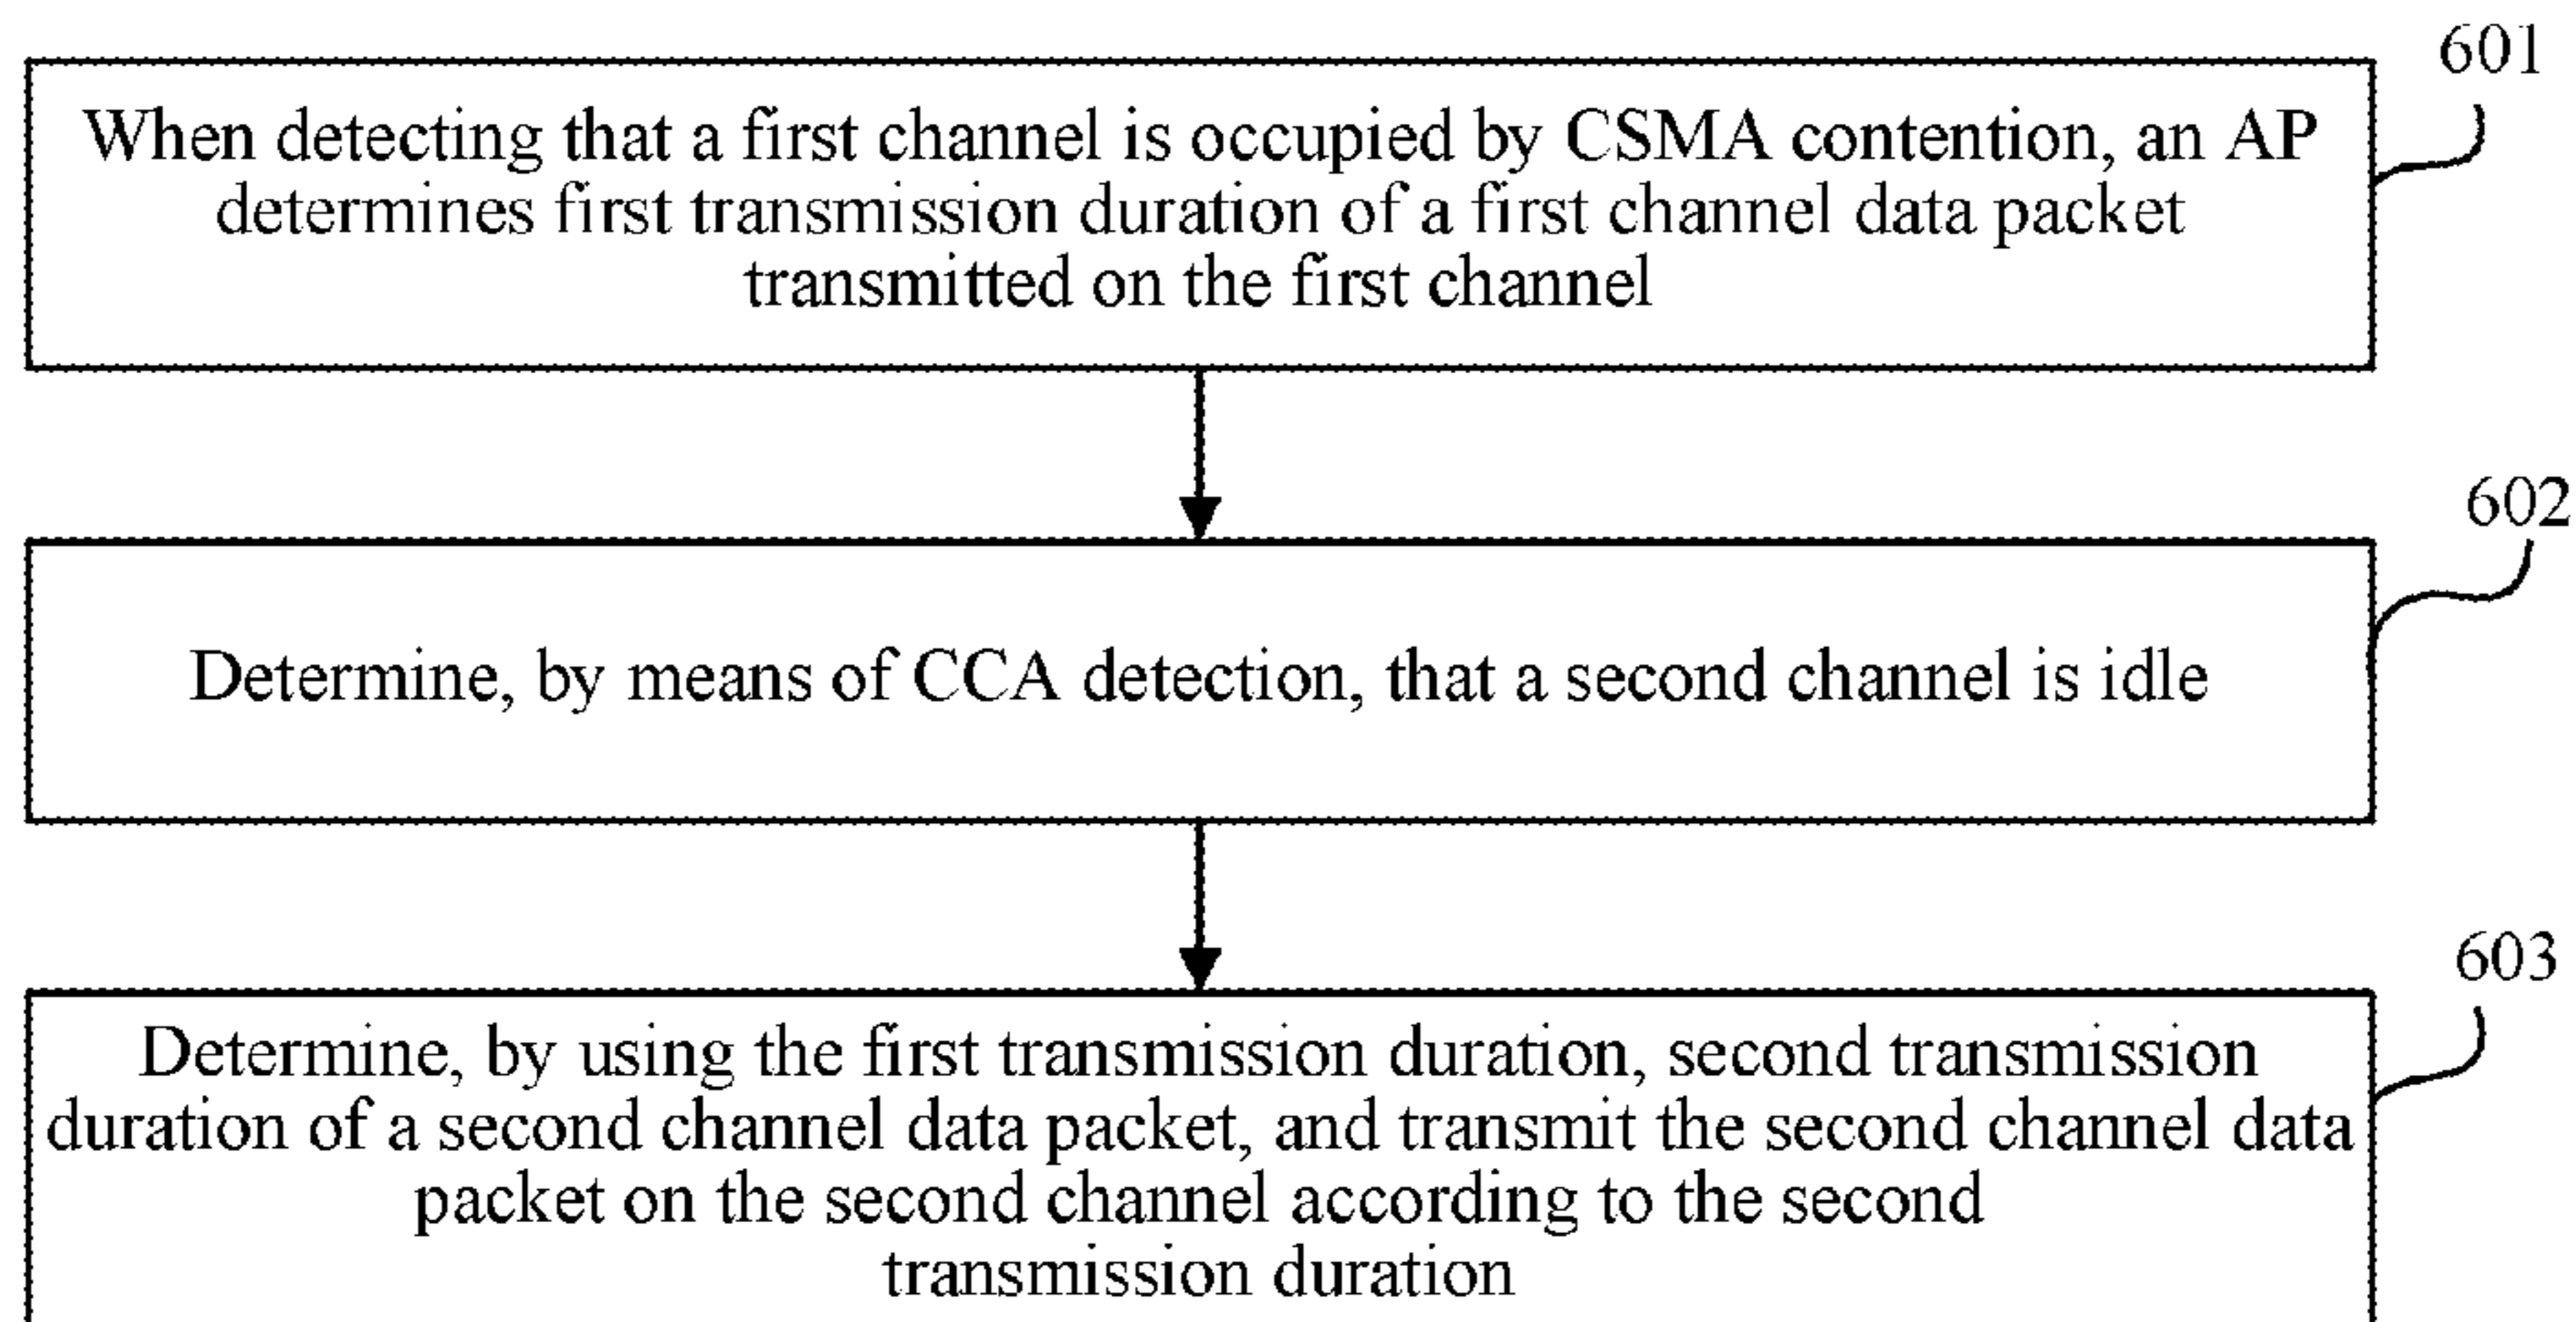 601
When detecting that a first channel is occupied by CSMA contention, an AP
determines first transmission duration of a first channel data packet
transmitted on the first channel
602
Determine, by means of CCA detection, that a second channel is idle
603
Determine, by using the first transmission duration, second transmission
duration of a second channel data packet, and transmit the second channel data
packet on the second channel according to the second
transmission duration